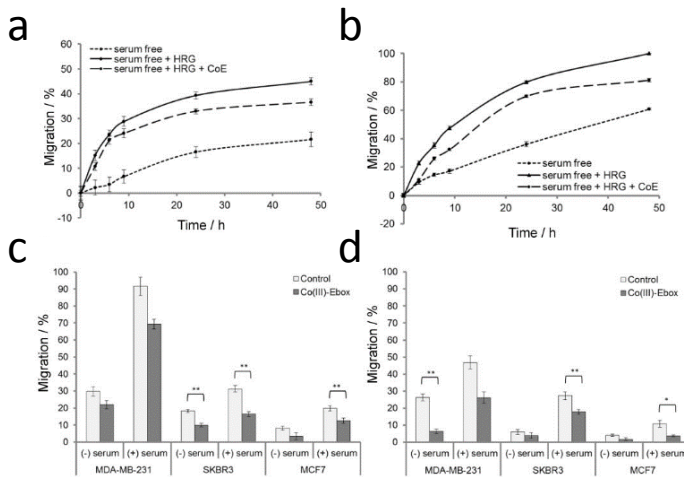 a
60
50
40
30
20
10
0
-10
Migration / %
serum free
serum free + HRG
serum free + HRG + CoE
0 10 20 30 40 50
Time / h
b
100
80
60
40
20
0
-20
Migration / %
serum free
serum free + HRG
serum free + HRG + CoE
0 10 20 30 40 50
Time / h
c
100
90
80
70
60
50
40
30
20
10
0
Migration / %
Control
Co(III)-Ebox
** ** **
(-) serum (+) serum (-) serum (+) serum (-) serum (+) serum
MDA-MB-231 SKBR3 MCF7
d
100
90
80
70
60
50
40
30
20
10
0
Migration / %
Control
Co(III)-Ebox
** ** *
(-) serum (+) serum (-) serum (+) serum (-) serum (+) serum
MDA-MB-231 SKBR3 MCF7